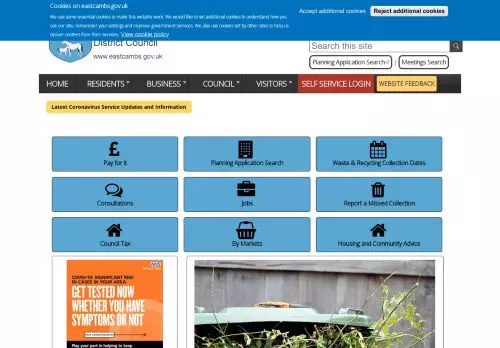 Cookies on eastcambs.gov.uk
We use some essential cookies to make this website work. We would like to set additional cookies to understand how you
use our site, remember your settings and improve government services. We also use cookies set by other sites to help us
deliver content from their services. View cookie policy
Accept additional cookies
Reject additional cookies
District Council
www.eastcambs.gov.uk
Search this site
Planning Application Search
| Meetings Search
HOME
RESIDENTS
BUSINESS
COUNCIL
VISITORS
SELF SERVICE LOGIN
WEBSITE FEEDBACK
Latest Coronavirus Service Updates and Information
Pay for it
Planning Application Search
Waste & Recycling Collection Dates
Consultations
Jobs
Report a Missed Collection
Council Tax
Ely Markets
Housing and Community Advice
NHS
COVID-19: SIGNIFICANT RISE
IN CASES IN YOUR AREA
GET TESTED NOW
WHETHER YOU HAVE
SYMPTOMS OR NOT
Play your part in helping to keep